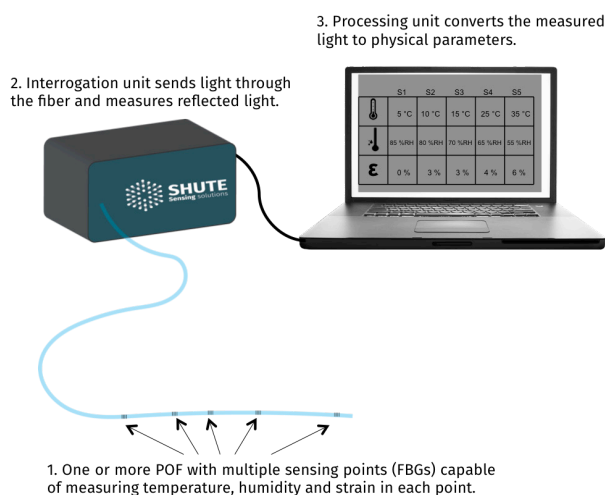 3. Processing unit converts the measured
light to physical parameters.
2. Interrogation unit sends light through
the fiber and measures reflected light.
S1 S2 S3 S4 S5
5 °C 10 °C 15 °C 25 °C 35 °C
85 %RH 80 %RH 70 %RH 65 %RH 55 %RH
ε 0 % 3 % 3 % 4 % 6 %
SHUTE
Sensing solutions
1. One or more POF with multiple sensing points (FBGs) capable
of measuring temperature, humidity and strain in each point.